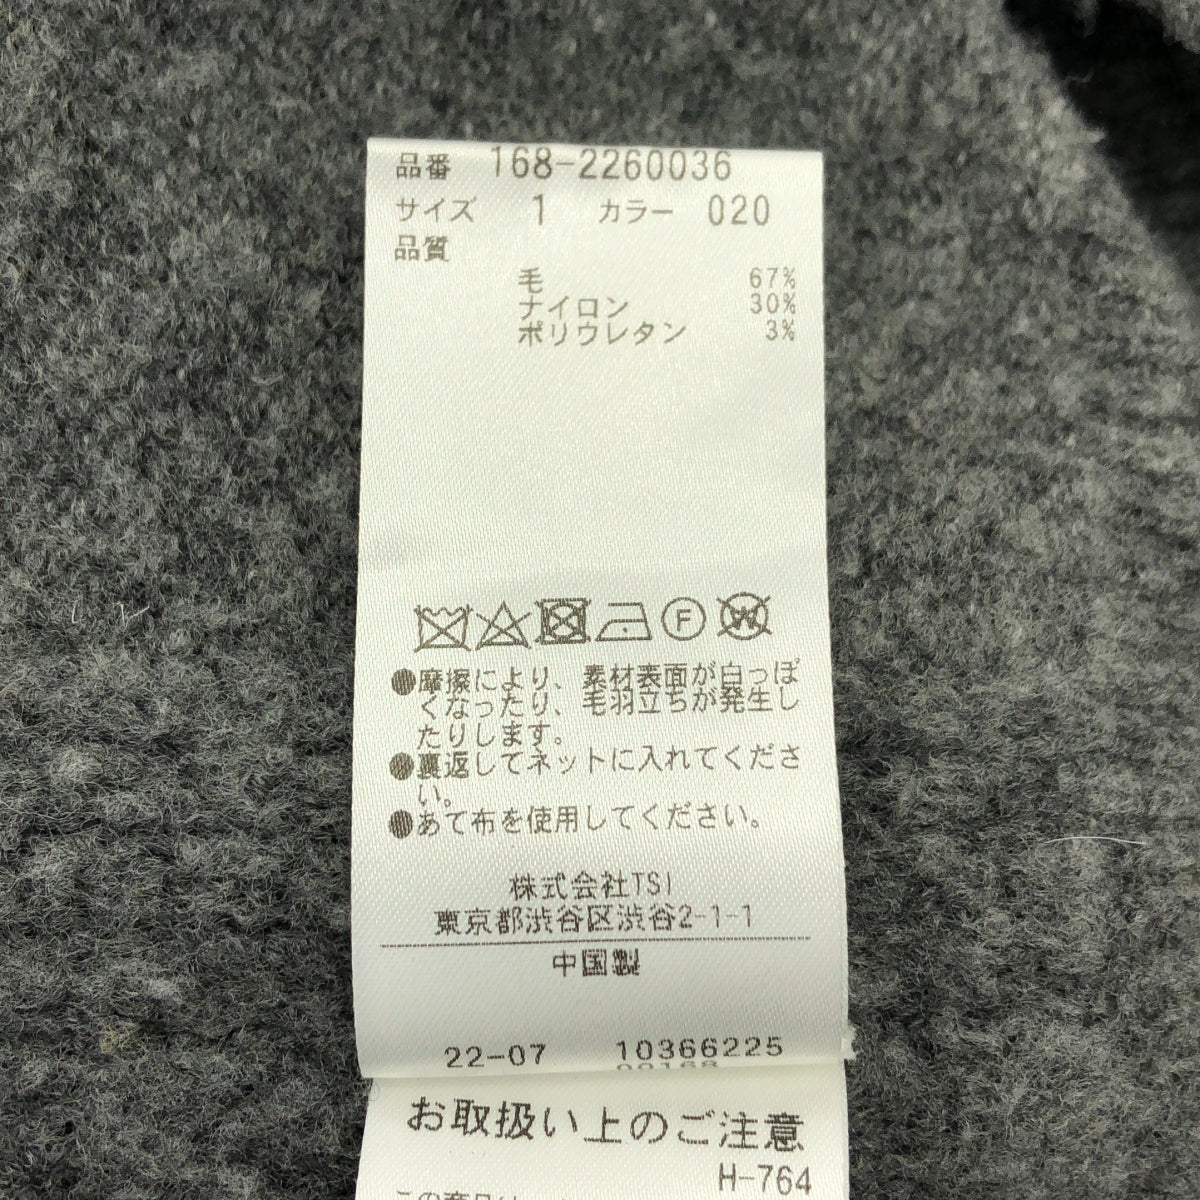 品番 168-2260036
サイズ 1 カラー 020
品質
毛 67%
ナイロン 30%
ポリウレタン 3%
F
W
●摩擦により、素材表面が白っぽ
くなったり、毛羽立ちが発生し
たりします。
●裏返してネットに入れてくださ
い。
●あて布を使用してください。
株式会社TSI
東京都渋谷区渋谷2-1-1
中国製
22-07 10366225
お取扱い上のご注意
H-764